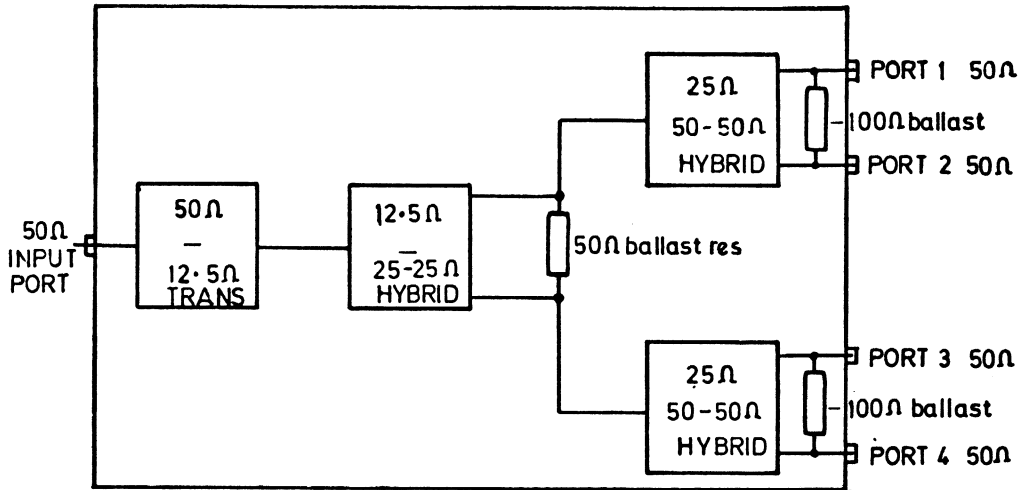 50Ω
INPUT
PORT
50Ω
—
12·5Ω
TRANS
12·5Ω
—
25-25Ω
HYBRID
50Ω ballast res
25Ω
50-50Ω
HYBRID
PORT 1 50Ω
100Ω ballast
PORT 2 50Ω
25Ω
50-50Ω
HYBRID
PORT 3 50Ω
100Ω ballast
PORT 4 50Ω